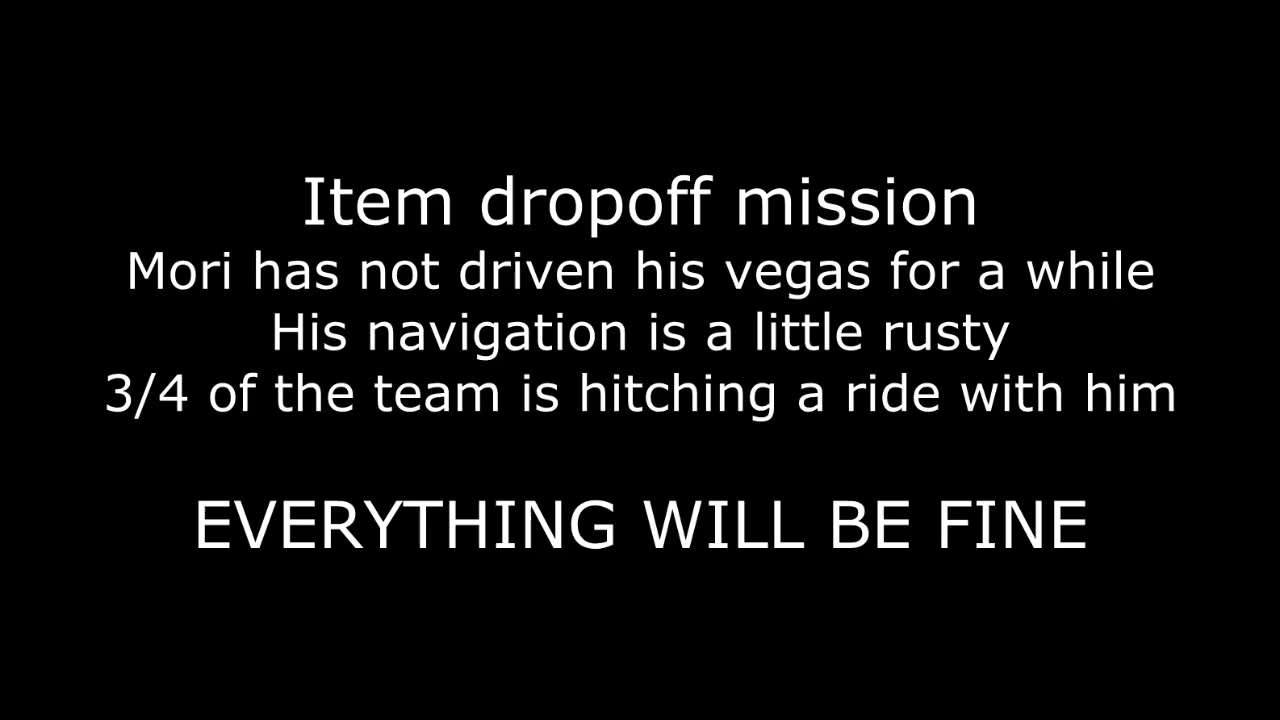 Item dropoff mission
Mori has not driven his vegas for a while
His navigation is a little rusty
3/4 of the team is hitching a ride with him
EVERYTHING WILL BE FINE